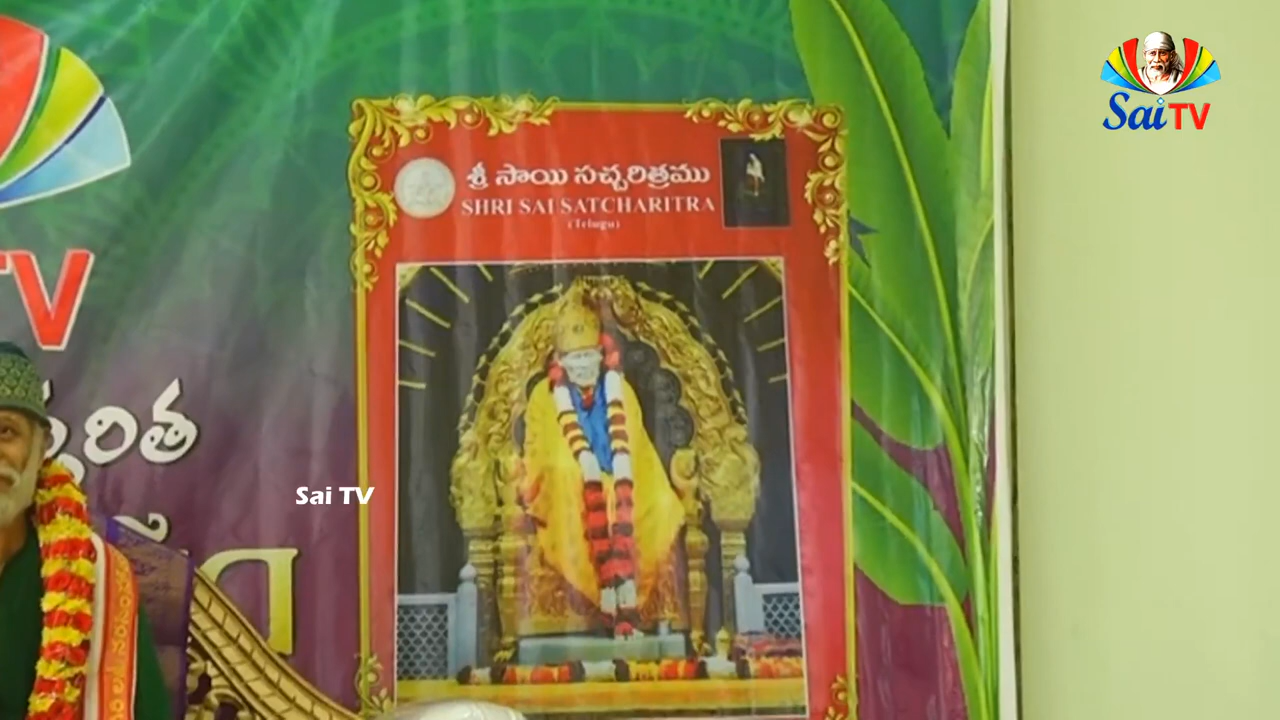 Sai TV
శ్రీ సాయి సచ్చరిత్రము
SHRI SAI SATCHARITRA
(Telugu)
TV
Sai TV